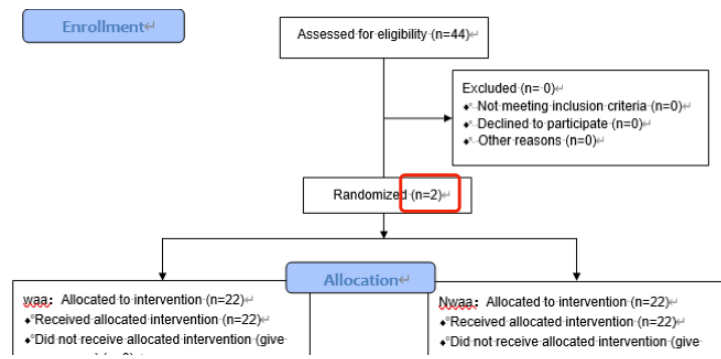 Enrollment
Assessed for eligibility (n=44)
Excluded (n= 0)
Not meeting inclusion criteria (n=0)
Declined to participate (n=0)
Other reasons (n=0)
Randomized (n=2)
Allocation
waa: Allocated to intervention (n=22)
Received allocated intervention (n=22)
Did not receive allocated intervention (give
Nwaa: Allocated to intervention (n=22)
Received allocated intervention (n=22)
Did not receive allocated intervention (give